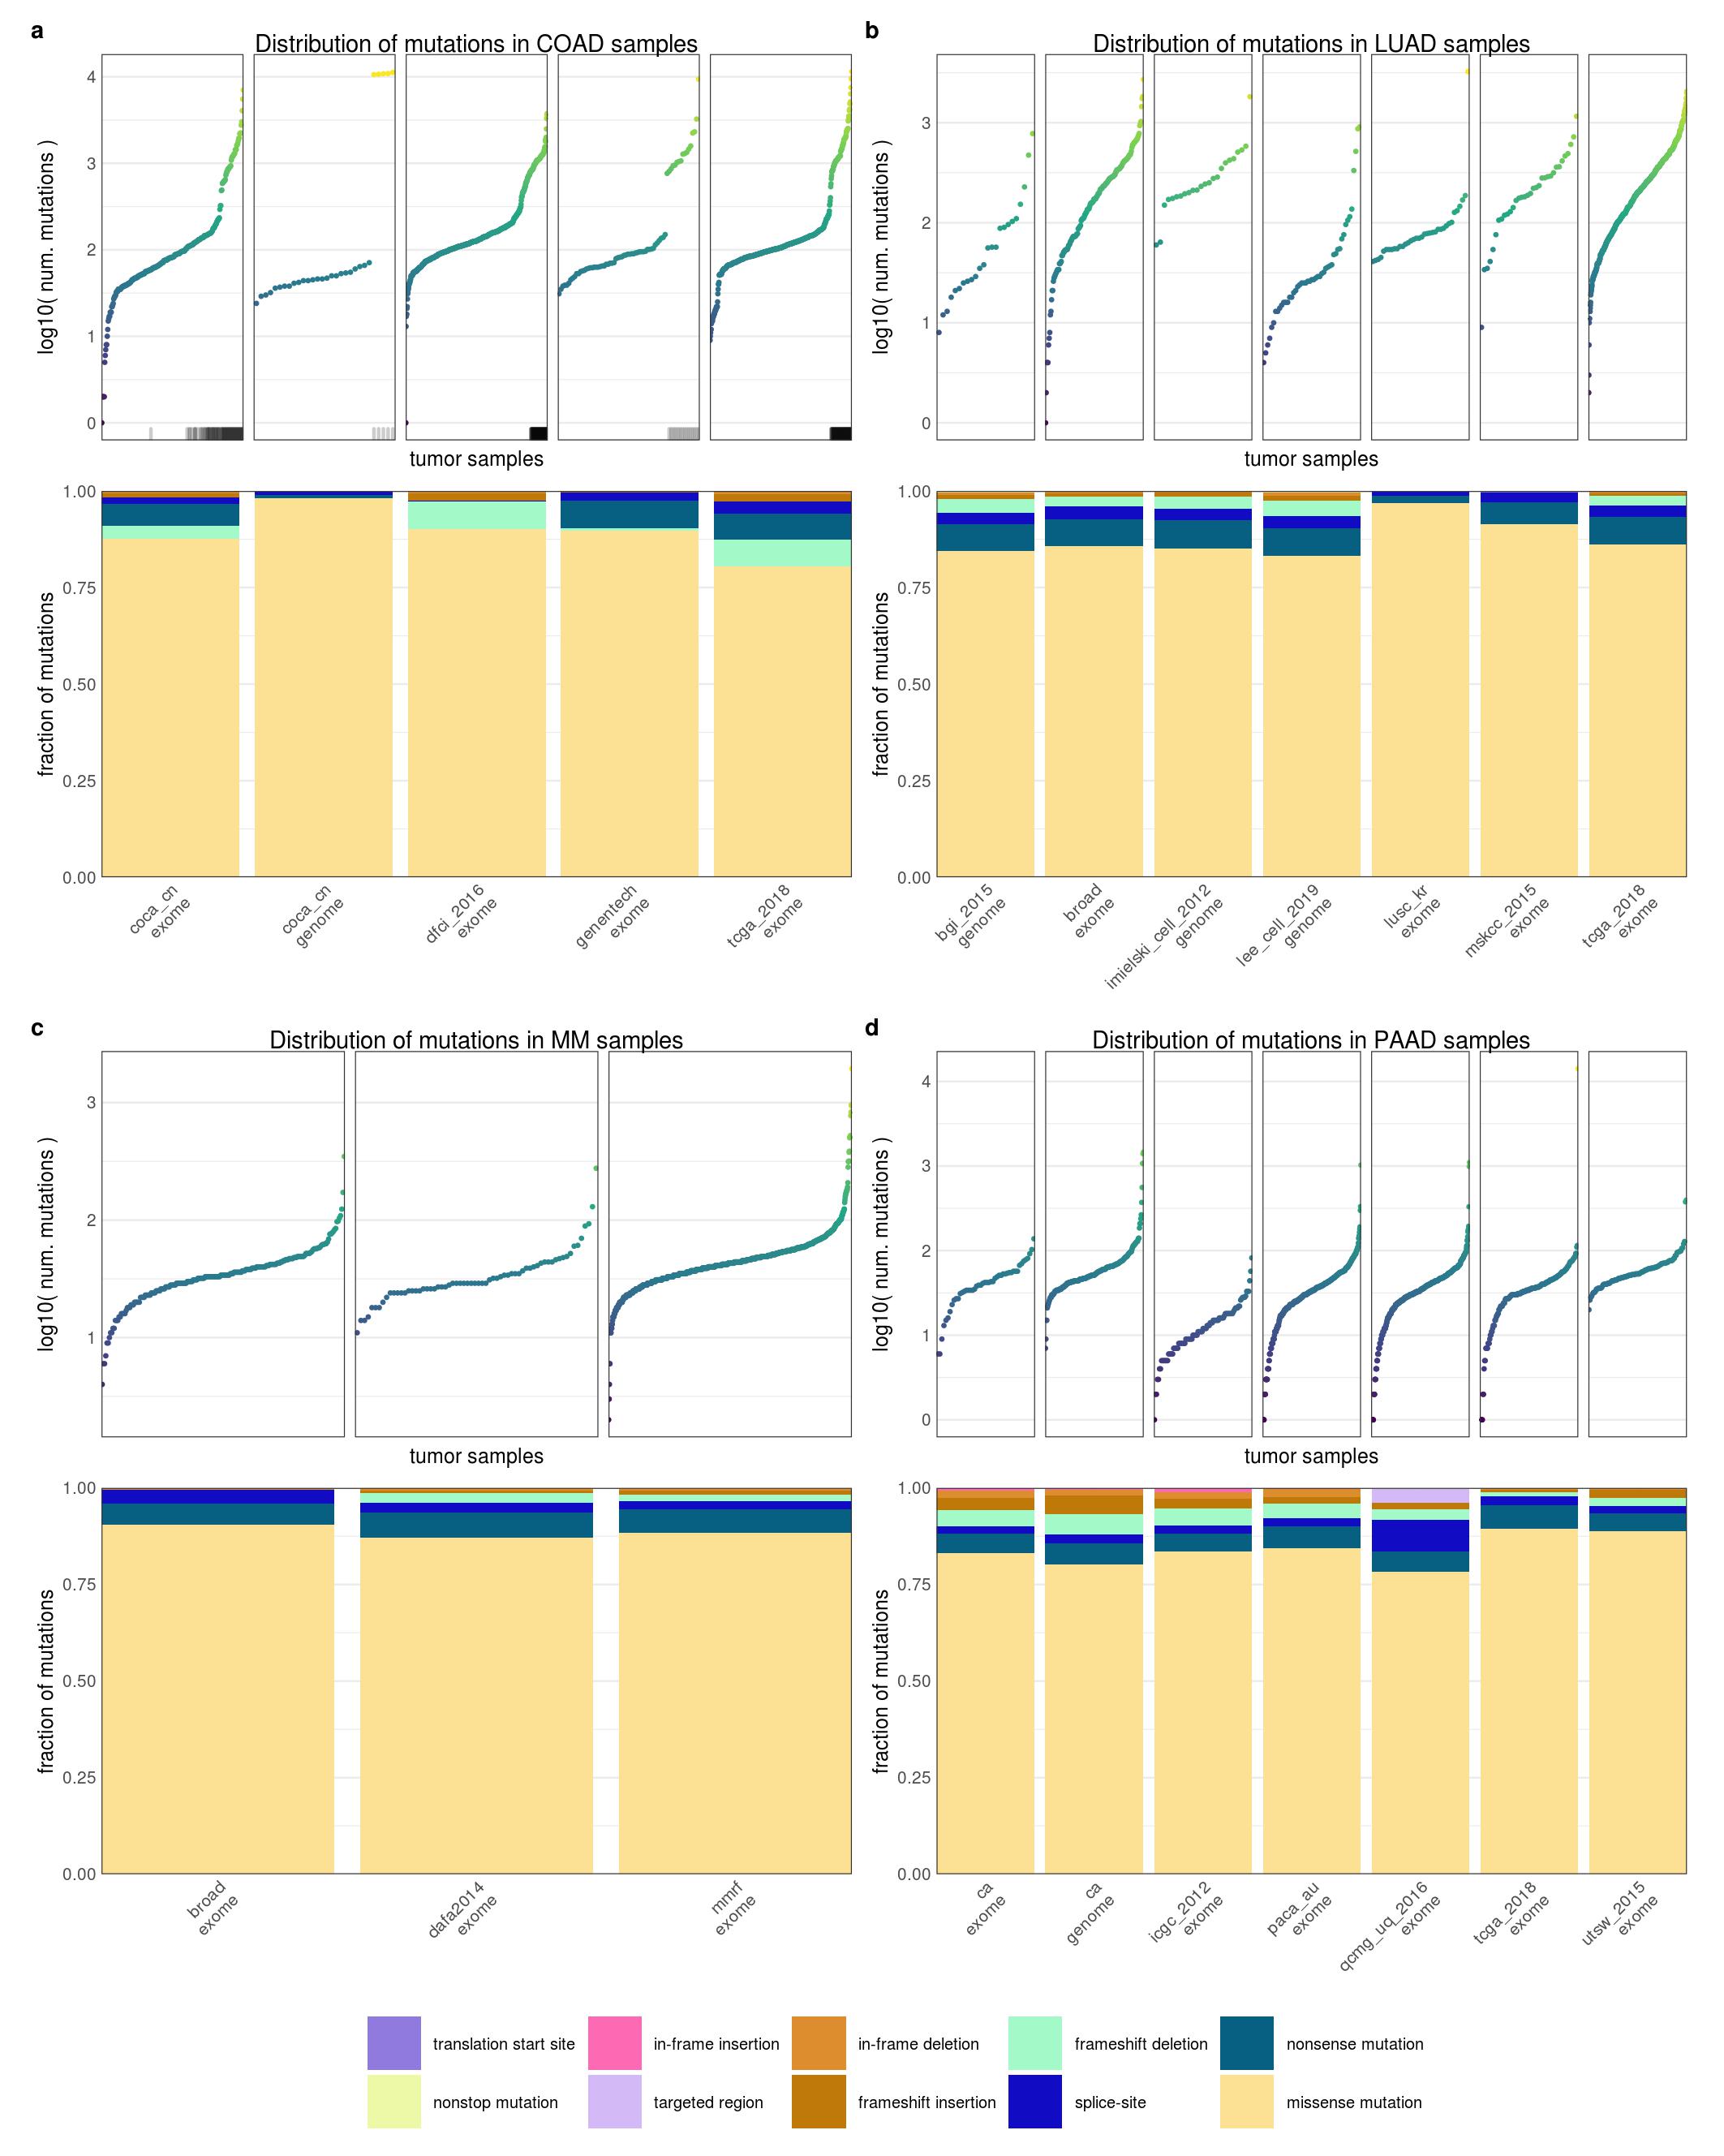 a
Distribution of mutations in COAD samples
log10( num. mutations )
4
3
2
1
0
tumor samples
fraction of mutations
1.00
0.75
0.50
0.25
0.00
coca_cn
exome
coca_cn
genome
dfci_2016
exome
genentech
exome
tcga_2018
exome
b
Distribution of mutations in LUAD samples
log10( num. mutations )
3
2
1
0
tumor samples
fraction of mutations
1.00
0.75
0.50
0.25
0.00
bgi_2015
genome
broad
exome
imielski_cell_2012
genome
lee_cell_2019
genome
lusc_kr
exome
mskcc_2015
exome
tcga_2018
exome
c
Distribution of mutations in MM samples
log10( num. mutations )
3
2
1
tumor samples
fraction of mutations
1.00
0.75
0.50
0.25
0.00
broad
exome
dafa2014
exome
mmrf
exome
d
Distribution of mutations in PAAD samples
log10( num. mutations )
4
3
2
1
0
tumor samples
fraction of mutations
1.00
0.75
0.50
0.25
0.00
ca
exome
ca
genome
icgc_2012
exome
paca_au
exome
qcmg_uq_2016
exome
tcga_2018
exome
utsw_2015
exome
translation start site
in-frame insertion
in-frame deletion
frameshift deletion
nonsense mutation
nonstop mutation
targeted region
frameshift insertion
splice-site
missense mutation